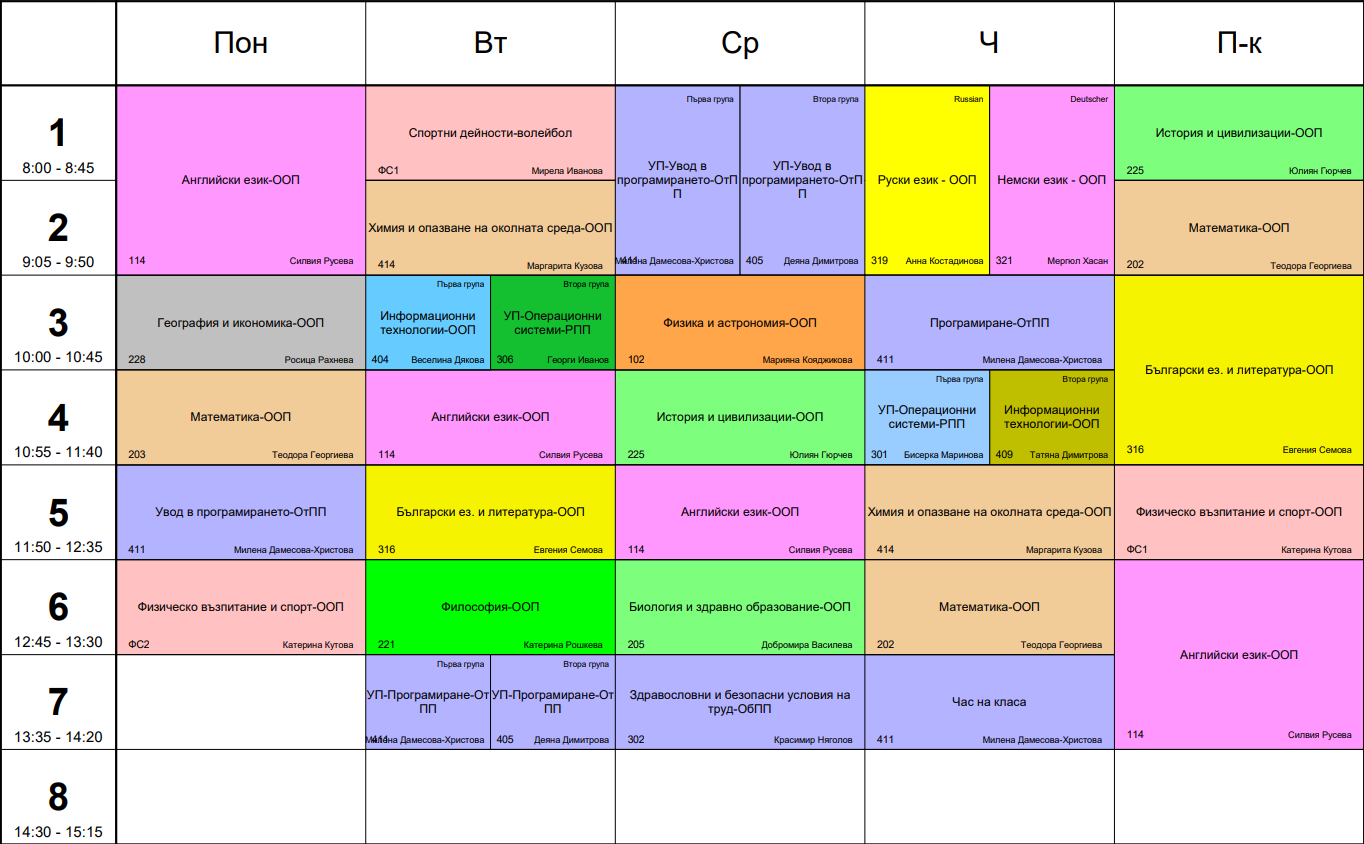 Пон
Вт
Ср
Ч
П-к
1
8:00 - 8:45
Английски език-ООП
114
Силвия Русева
Спортни дейности-волейбол
ФС1
Мирела Иванова
Първа група
УП-Увод в
програмирането-ОтП
П
411
Милена Дамесова-Христова
Втора група
УП-Увод в
програмирането-ОтП
П
405
Деяна Димитрова
Russian
Руски език - ООП
319
Анна Костадинова
Deutscher
Немски език - ООП
321
Мергюл Хасан
История и цивилизации-ООП
225
Юлиян Гюрчев
2
9:05 - 9:50
Химия и опазване на околната среда-ООП
414
Маргарита Кузова
Математика-ООП
202
Теодора Георгиева
3
10:00 - 10:45
География и икономика-ООП
228
Росица Рахнева
Първа група
Информационни
технологии-ООП
404
Веселина Дякова
Втора група
УП-Операционни
системи-РПП
306
Георги Иванов
Физика и астрономия-ООП
102
Марияна Кояджикова
Програмиране-ОтПП
411
Милена Дамесова-Христова
Български ез. и литература-ООП
316
Евгения Семова
4
10:55 - 11:40
Математика-ООП
203
Теодора Георгиева
Английски език-ООП
114
Силвия Русева
История и цивилизации-ООП
225
Юлиян Гюрчев
Първа група
УП-Операционни
системи-РПП
301
Бисерка Маринова
Втора група
Информационни
технологии-ООП
409
Татяна Димитрова
5
11:50 - 12:35
Увод в програмирането-ОтПП
411
Милена Дамесова-Христова
Български ез. и литература-ООП
316
Евгения Семова
Английски език-ООП
114
Силвия Русева
Химия и опазване на околната среда-ООП
414
Маргарита Кузова
Физическо възпитание и спорт-ООП
ФС1
Катерина Кутова
6
12:45 - 13:30
Физическо възпитание и спорт-ООП
ФС2
Катерина Кутова
Философия-ООП
221
Катерина Рошкева
Биология и здравно образование-ООП
205
Добромира Василева
Математика-ООП
202
Теодора Георгиева
Английски език-ООП
114
Силвия Русева
7
13:35 - 14:20
Първа група
УП-Програмиране-От
ПП
411
Милена Дамесова-Христова
Втора група
УП-Програмиране-От
ПП
405
Деяна Димитрова
Здравословни и безопасни условия на
труд-ОбПП
302
Красимир Няголов
Час на класа
411
Милена Дамесова-Христова
8
14:30 - 15:15